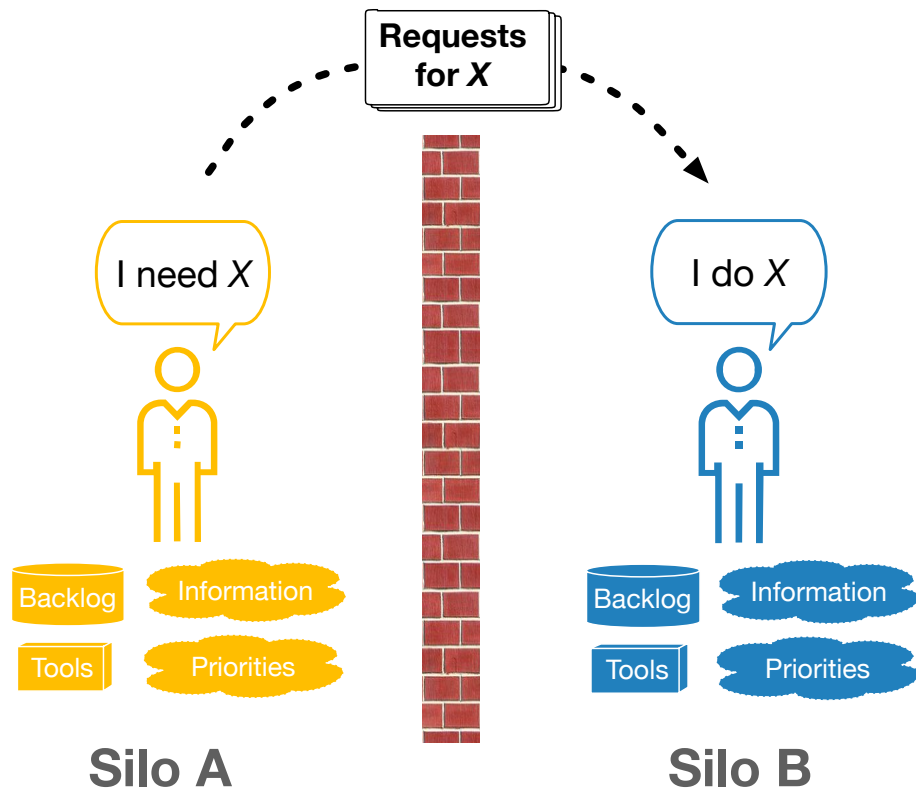 Requests
for X
I need X
I do X
Backlog
Information
Tools
Priorities
Backlog
Information
Tools
Priorities
Silo A
Silo B